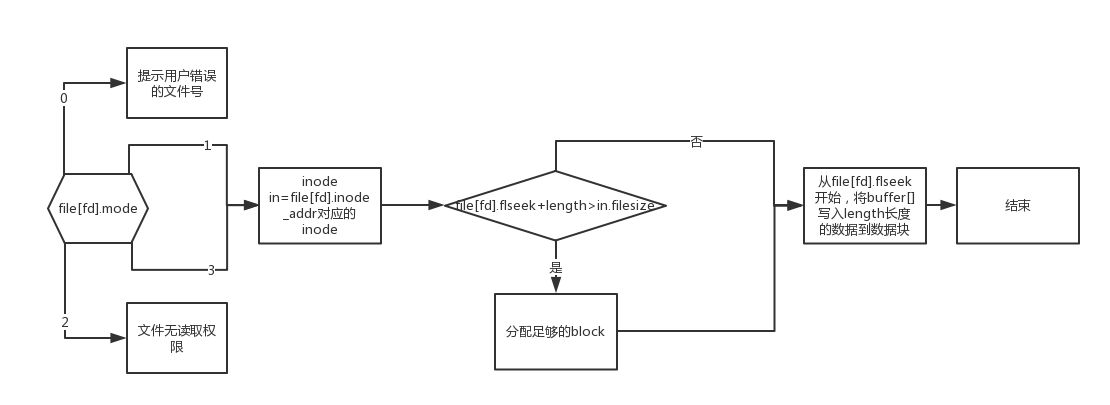 提示用户错误
的文件号
0
1
file[fd].mode
3
2
文件无读取权
限
inode
in=file[fd].inode
_addr对应的
inode
file[fd].flseek+length>in.filesize
否
是
分配足够的block
从file[fd].flseek
开始，将buffer[]
写入length长度
的数据到数据块
结束